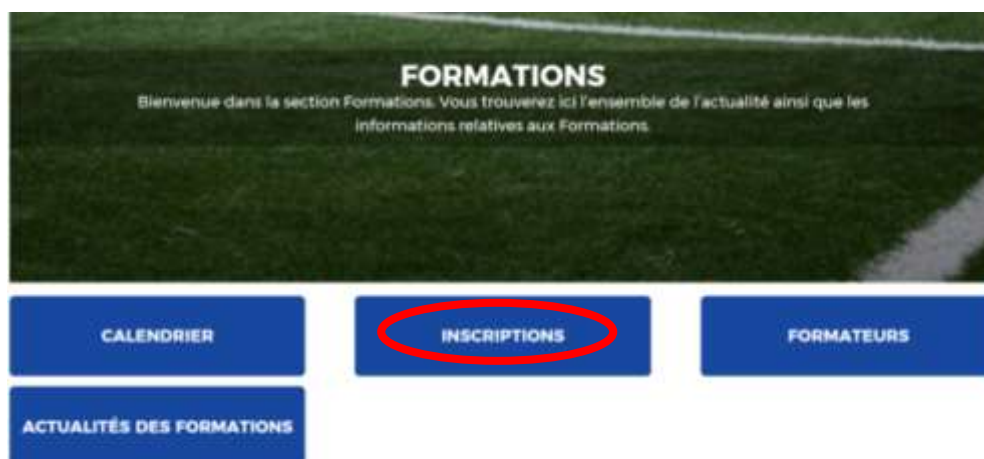 FORMATIONS
Bienvenue dans la section Formations. Vous trouverez ici l'ensemble de l'actualité ainsi que les
informations relatives aux Formations.
CALENDRIER
INSCRIPTIONS
FORMATEURS
ACTUALITÉS DES FORMATIONS